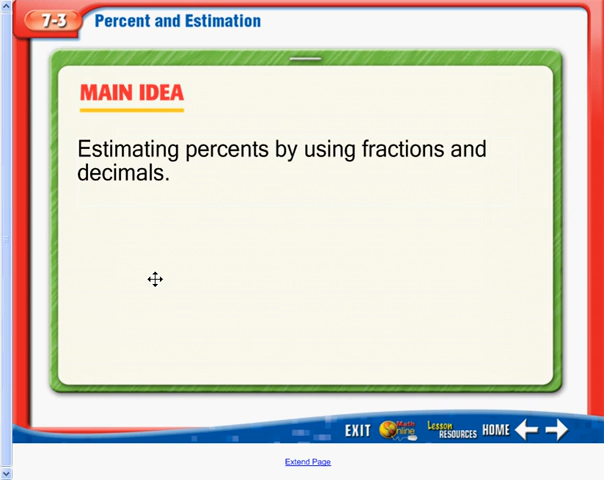 7-3 Percent and Estimation
MAIN IDEA
Estimating percents by using fractions and
decimals.
EXIT Math Online Lesson RESOURCES HOME
Extend Page